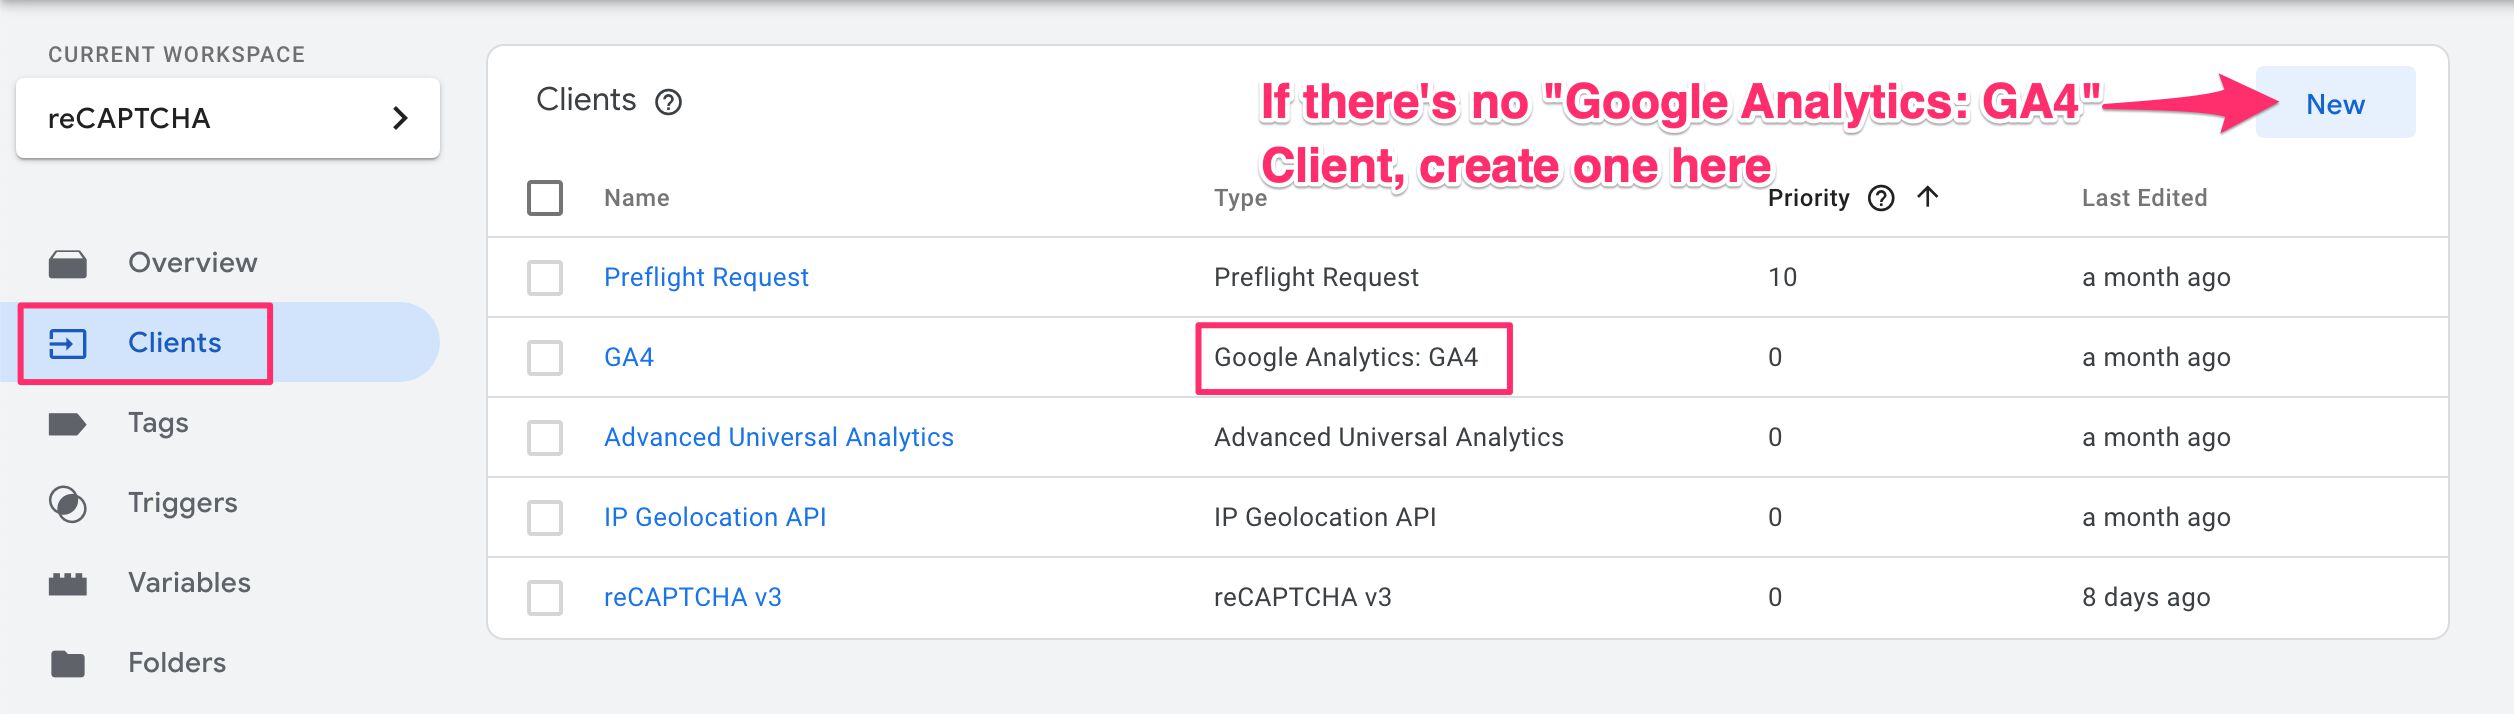 CURRENT WORKSPACE
reCAPTCHA
Overview
Clients
Tags
Triggers
Variables
Folders
Clients
If there's no "Google Analytics: GA4"
Client, create one here
New
Name Type Priority Last Edited
Preflight Request Preflight Request 10 a month ago
GA4 Google Analytics: GA4 0 a month ago
Advanced Universal Analytics Advanced Universal Analytics 0 a month ago
IP Geolocation API IP Geolocation API 0 a month ago
reCAPTCHA v3 reCAPTCHA v3 0 8 days ago